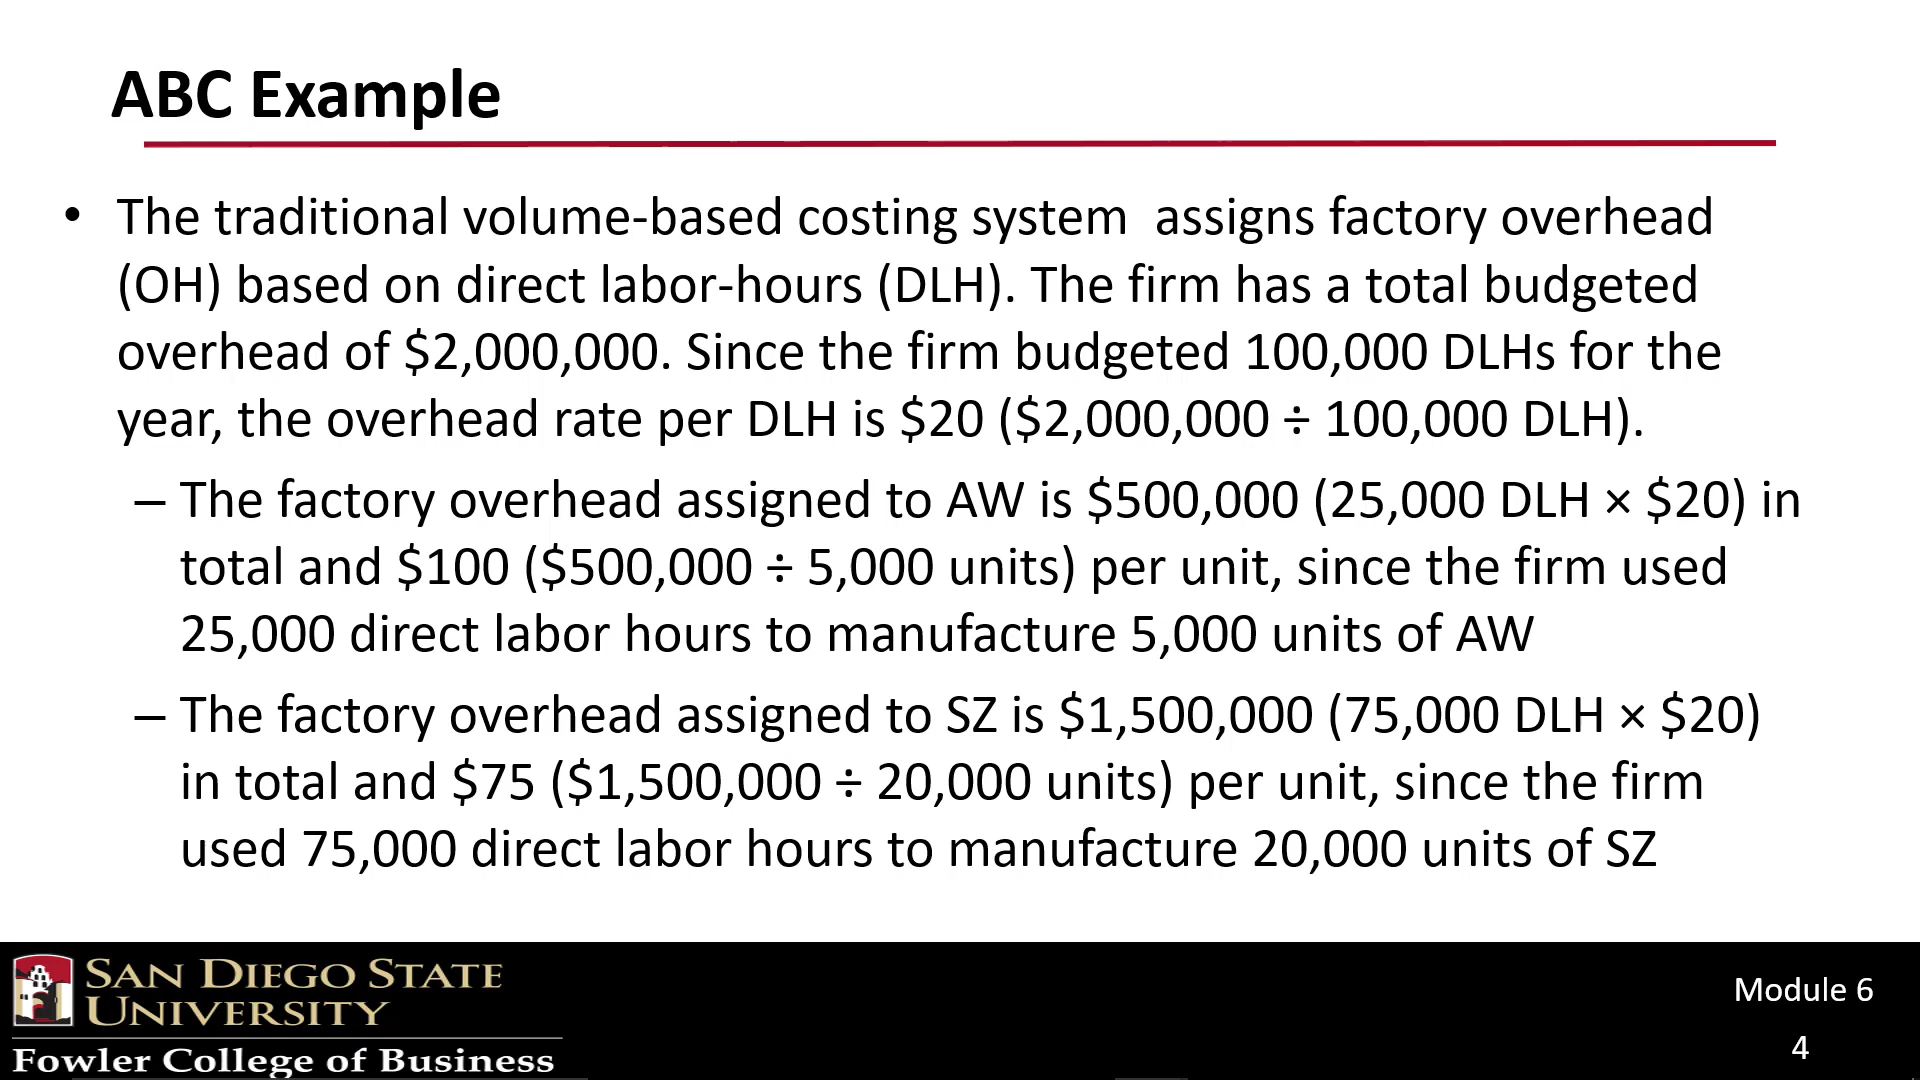 ABC Example
• The traditional volume-based costing system  assigns factory overhead
(OH) based on direct labor-hours (DLH). The firm has a total budgeted
overhead of $2,000,000. Since the firm budgeted 100,000 DLHs for the
year, the overhead rate per DLH is $20 ($2,000,000 ÷ 100,000 DLH).
– The factory overhead assigned to AW is $500,000 (25,000 DLH × $20) in
total and $100 ($500,000 ÷ 5,000 units) per unit, since the firm used
25,000 direct labor hours to manufacture 5,000 units of AW
– The factory overhead assigned to SZ is $1,500,000 (75,000 DLH × $20)
in total and $75 ($1,500,000 ÷ 20,000 units) per unit, since the firm
used 75,000 direct labor hours to manufacture 20,000 units of SZ
SAN DIEGO STATE
UNIVERSITY
Fowler College of Business
Module 6
4